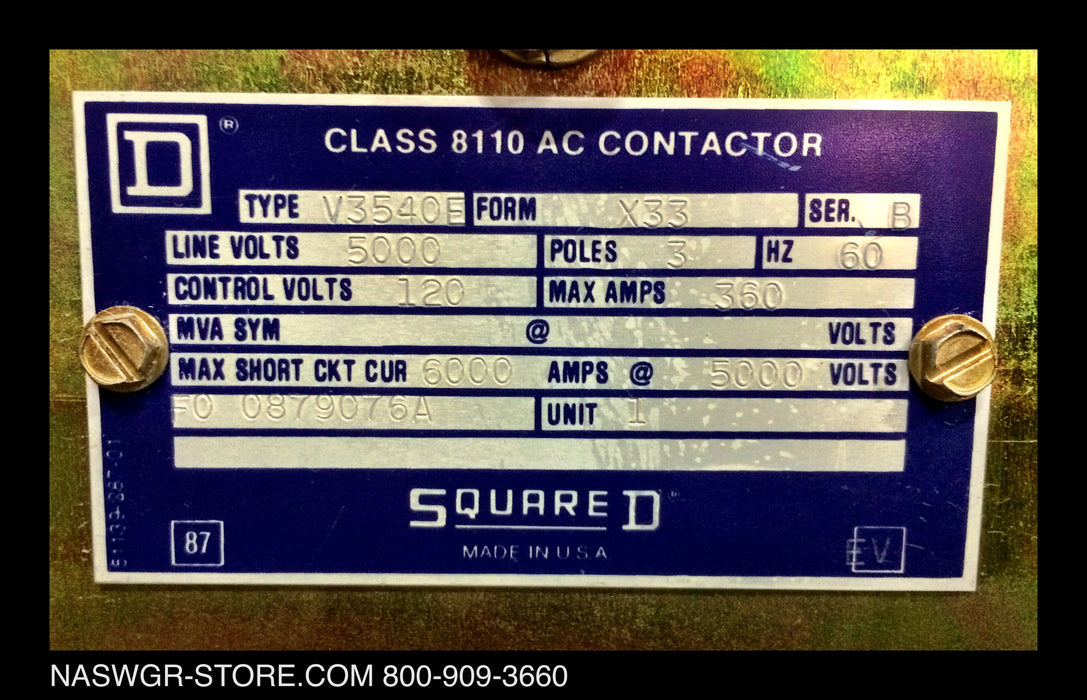 D ®
CLASS 8110 AC CONTACTOR
TYPE V3540E FORM X33 SER. B
LINE VOLTS 5000 POLES 3 HZ 60
CONTROL VOLTS 120 MAX AMPS 360
MVA SYM @ VOLTS
MAX SHORT CKT CUR 6000 AMPS @ 5000 VOLTS
FO 0879076A UNIT 1
SQUARE D
MADE IN U.S.A
87
EV
NASWGR-STORE.COM 800-909-3660